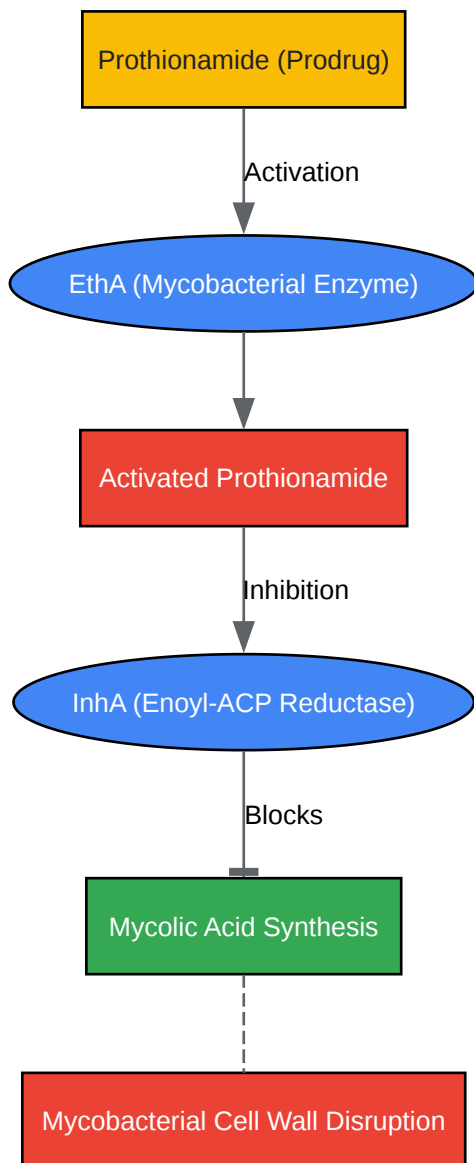 Prothionamide (Prodrug)
Activation
EthA (Mycobacterial Enzyme)
Activated Prothionamide
Inhibition
InhA (Enoyl-ACP Reductase)
Blocks
Mycolic Acid Synthesis
Mycobacterial Cell Wall Disruption